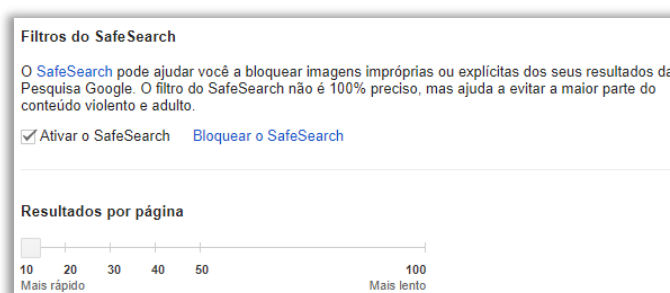 Filtros do SafeSearch
O SafeSearch pode ajudar você a bloquear imagens impróprias ou explícitas dos seus resultados da
Pesquisa Google. O filtro do SafeSearch não é 100% preciso, mas ajuda a evitar a maior parte do
conteúdo violento e adulto.
Ativar o SafeSearch Bloquear o SafeSearch
Resultados por página
10 20 30 40 50 100
Mais rápido Mais lento